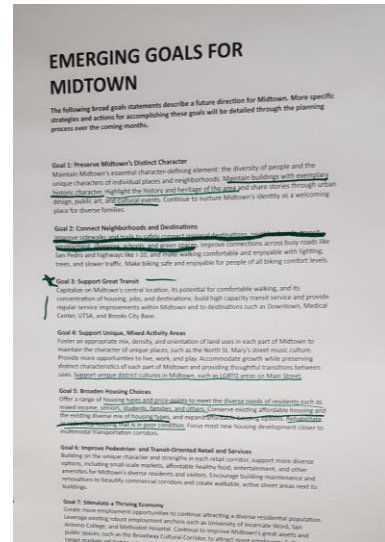 EMERGING GOALS FOR
MIDTOWN
The following broad goals statements describe a future direction for Midtown. More specific
strategies and actions for accomplishing these goals will be detailed through the planning
process over the coming months.
Goal 1: Preserve Midtown's Distinct Character
Maintain Midtown's essential character-defining element: the diversity of people and the
unique characters of individual places and neighborhoods. Maintain buildings with exemplary
historic character. Highlight the history and heritage of the area and share stories through urban
design, public art, and cultural events. Continue to nurture Midtown's identity as a welcoming
place for diverse families.
Goal 2: Connect Neighborhoods and Destinations
Improve sidewalks and trails to safely connect regional destinations,
schools, and green spaces. Improve connections across busy roads like
San Pedro and highways like I-10, and make walking comfortable and enjoyable with lighting,
trees, and slower traffic. Make biking safe and enjoyable for people of all biking comfort levels.
Goal 3: Support Great Transit
Capitalize on Midtown's central location, its potential for comfortable walking, and its
concentration of housing, jobs, and destinations; build high capacity transit service and provide
regular service improvements within Midtown and to destinations such as Downtown, Medical
Center, UTSA, and Brooks City Base.
Goal 4: Support Unique, Mixed Activity Areas
Foster an appropriate mix, density, and orientation of land uses in each part of Midtown to
maintain the character of unique places, such as the North St. Mary's street music culture.
Provide more opportunities to live, work, and play. Accommodate growth while preserving
distinct characteristics of each part of Midtown and providing thoughtful transitions between
uses. Support unique district cultures in Midtown, such as LGBTQ areas on Main Street.
Goal 5: Broaden Housing Choices
Offer a range of housing types and price points to meet the diverse needs of residents such as
mixed income, seniors, students, families, and others. Conserve existing affordable housing and
the existing diverse mix of housing types, and expand affordable housing options. Rehabilitate
housing that is in poor condition. Focus most new housing development closer to
multimodal transportation corridors.
Goal 6: Improve Pedestrian- and Transit-Oriented Retail and Services
Building on the unique character and strengths in each retail corridor, support more diverse
options, including small-scale markets, affordable healthy food, entertainment, and other
amenities for Midtown's diverse residents and visitors. Encourage building maintenance and
renovations to beautify commercial corridors and create walkable, active street areas next to
buildings.
Goal 7: Stimulate a Thriving Economy
Create more employment opportunities to continue attracting a diverse residential population.
Leverage existing robust employment anchors such as University of Incarnate Word, San
Antonio College, and Methodist Hospital. Continue to improve Midtown's great assets and
public spaces, such as the Broadway Cultural Corridor, to attract more employers.